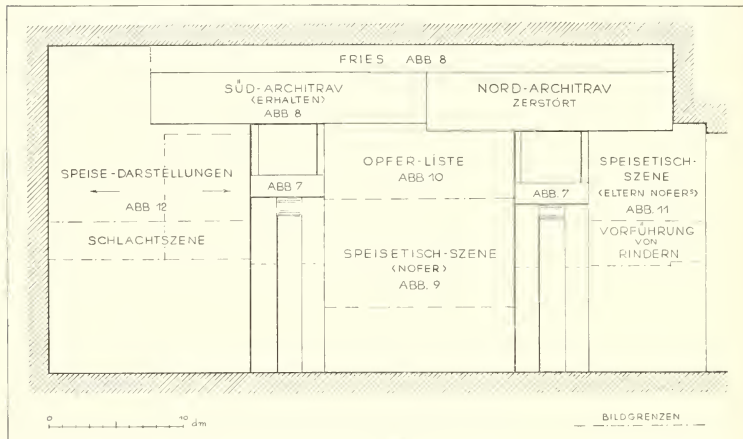 FRIES ABB 8
SÜD-ARCHITRAV
(ERHALTEN)
ABB 8
NORD-ARCHITRAV
ZERSTÖRT
SPEISE-DARSTELLUNGEN
ABB 12
SCHLACHTSZENE
ABB 7
OPFER-LISTE
ABB 10
SPEISETISCH-SZENE
(NOFER)
ABB. 9
ABB. 7
SPEISETISCH-
SZENE
(ELTERN NOFERS)
ABB. 11
VORFÜHRUNG
VON
RINDERN
0 10
dm
BILDGRENZEN